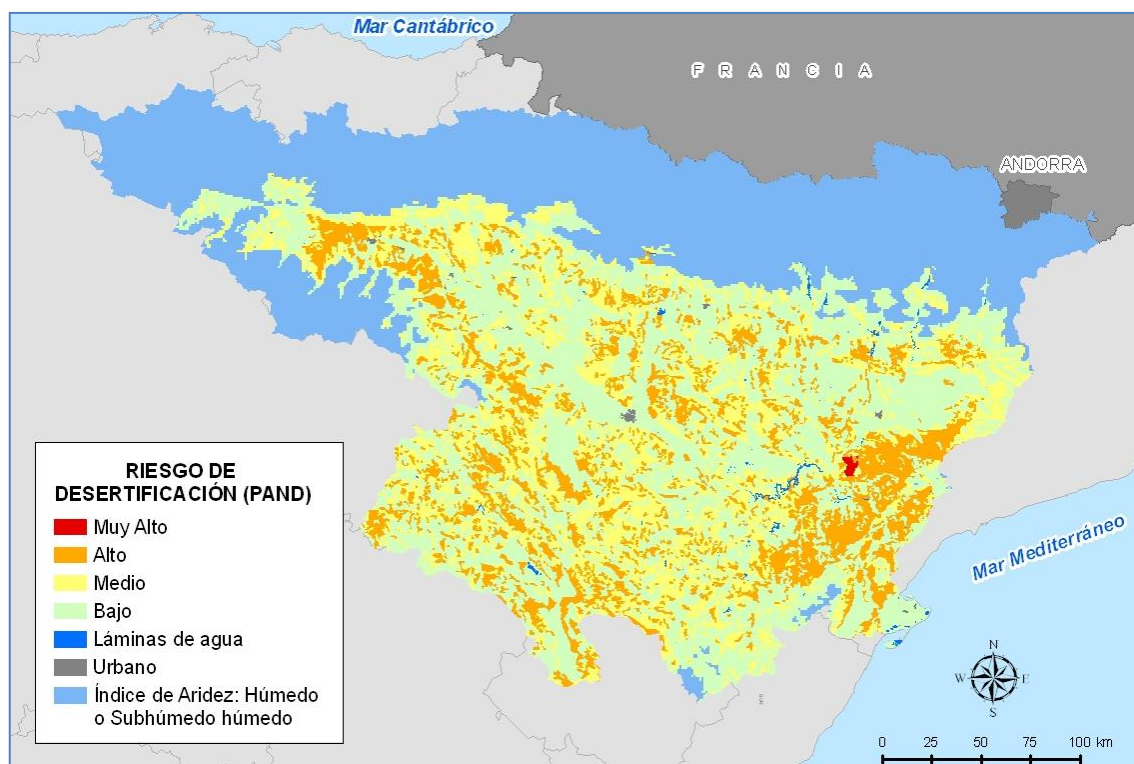 Mar Cantábrico
FRANCIA
ANDORRA
Mar Mediterráneo
RIESGO DE
DESERTIFICACIÓN (PAND)
Muy Alto
Alto
Medio
Bajo
Láminas de agua
Urbano
Índice de Aridez: Húmedo
o Subhúmedo húmedo
N
W E
S
0 25 50 75 100 km